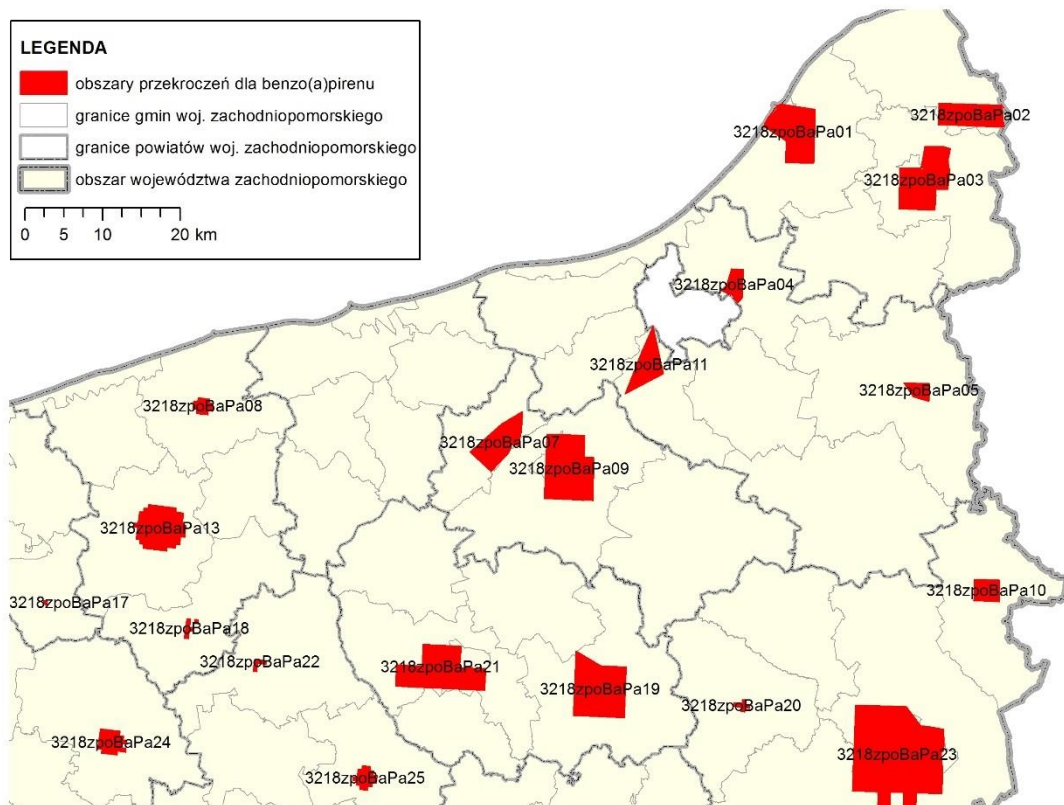 LEGENDA
obszary przekroczeń dla benzo(a)pirenu
granice gmin woj. zachodniopomorskiego
granice powiatów woj. zachodniopomorskiego
obszar województwa zachodniopomorskiego
0 5 10 20 km
3218zpoBaPa01
3218zpoBaPa02
3218zpoBaPa03
3218zpoBaPa04
3218zpoBaPa11
3218zpoBaPa05
3218zpoBaPa08
3218zpoBaPa07
3218zpoBaPa09
3218zpoBaPa13
3218zpoBaPa10
3218zpoBaPa17
3218zpoBaPa18
3218zppBaPa22
3218zpoBaPa21
3218zpoBaPa19
3218zpoBaPa20
3218zpoBaPa24
3218zpoBaPa23
3218zpoBaPa25